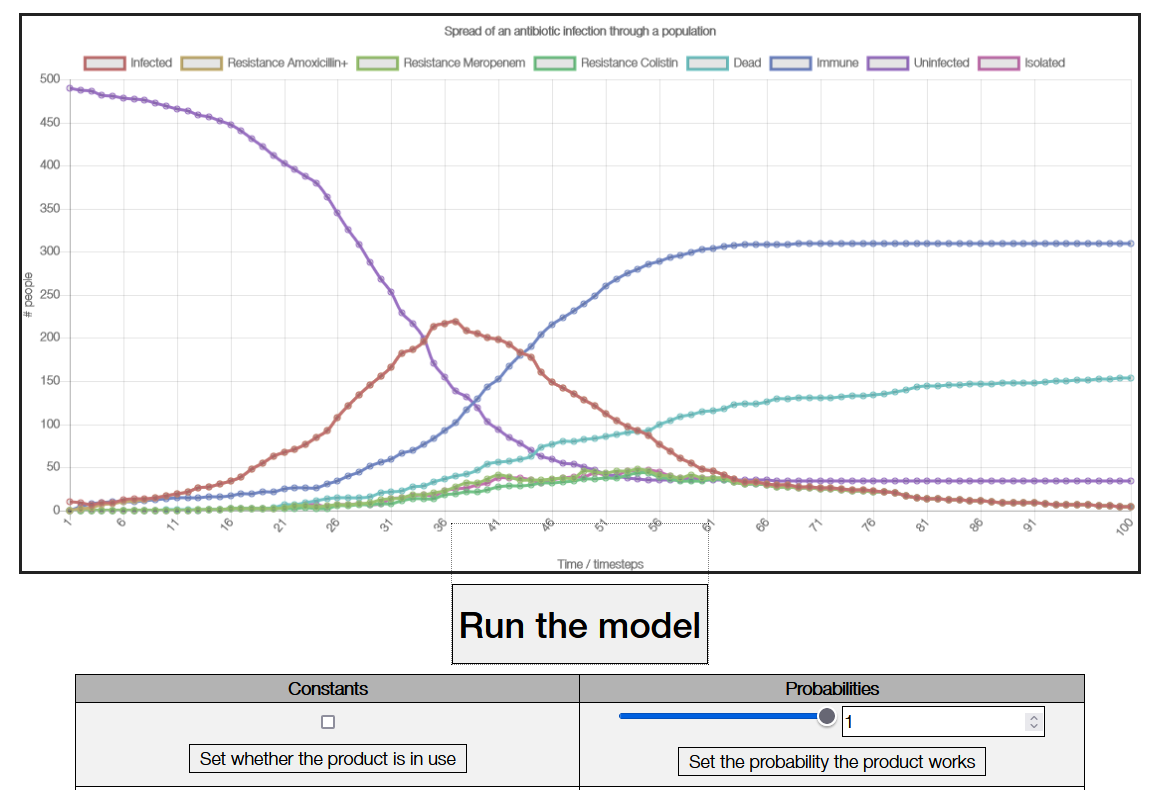 Spread of an antibiotic infection through a population
Infected Resistance Amoxicillin+ Resistance Meropenem Resistance Colistin Dead Immune Uninfected Isolated
500
450
400
350
300
250
200
150
100
50
0
# people
1 6 11 16 21 26 31 36 41 46 51 56 61 66 71 76 81 86 91 100
Time / timesteps
Run the model
Constants Probabilities
1
Set whether the product is in use Set the probability the product works